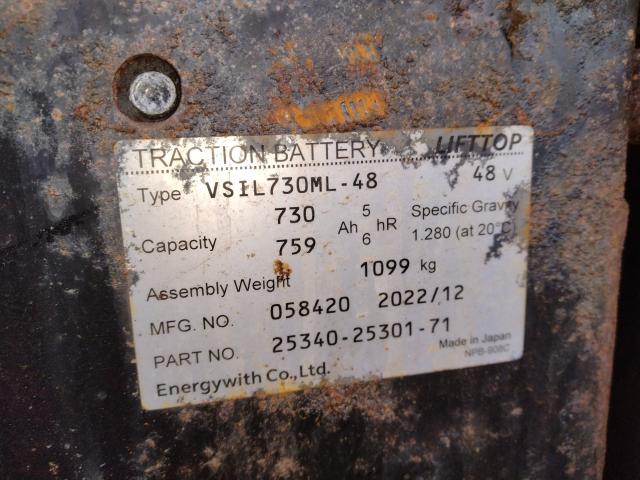 TRACTION BATTERY LIFTTOP
Type VSIL730ML-48 48 V
Capacity 730 759 Ah 5 6 hR Specific Gravity 1.280 (at 20°C)
Assembly Weight 1099 kg
MFG. NO. 058420 2022/12
PART NO. 25340-25301-71
Made in Japan
NPB-908C
Energywith Co.,Ltd.